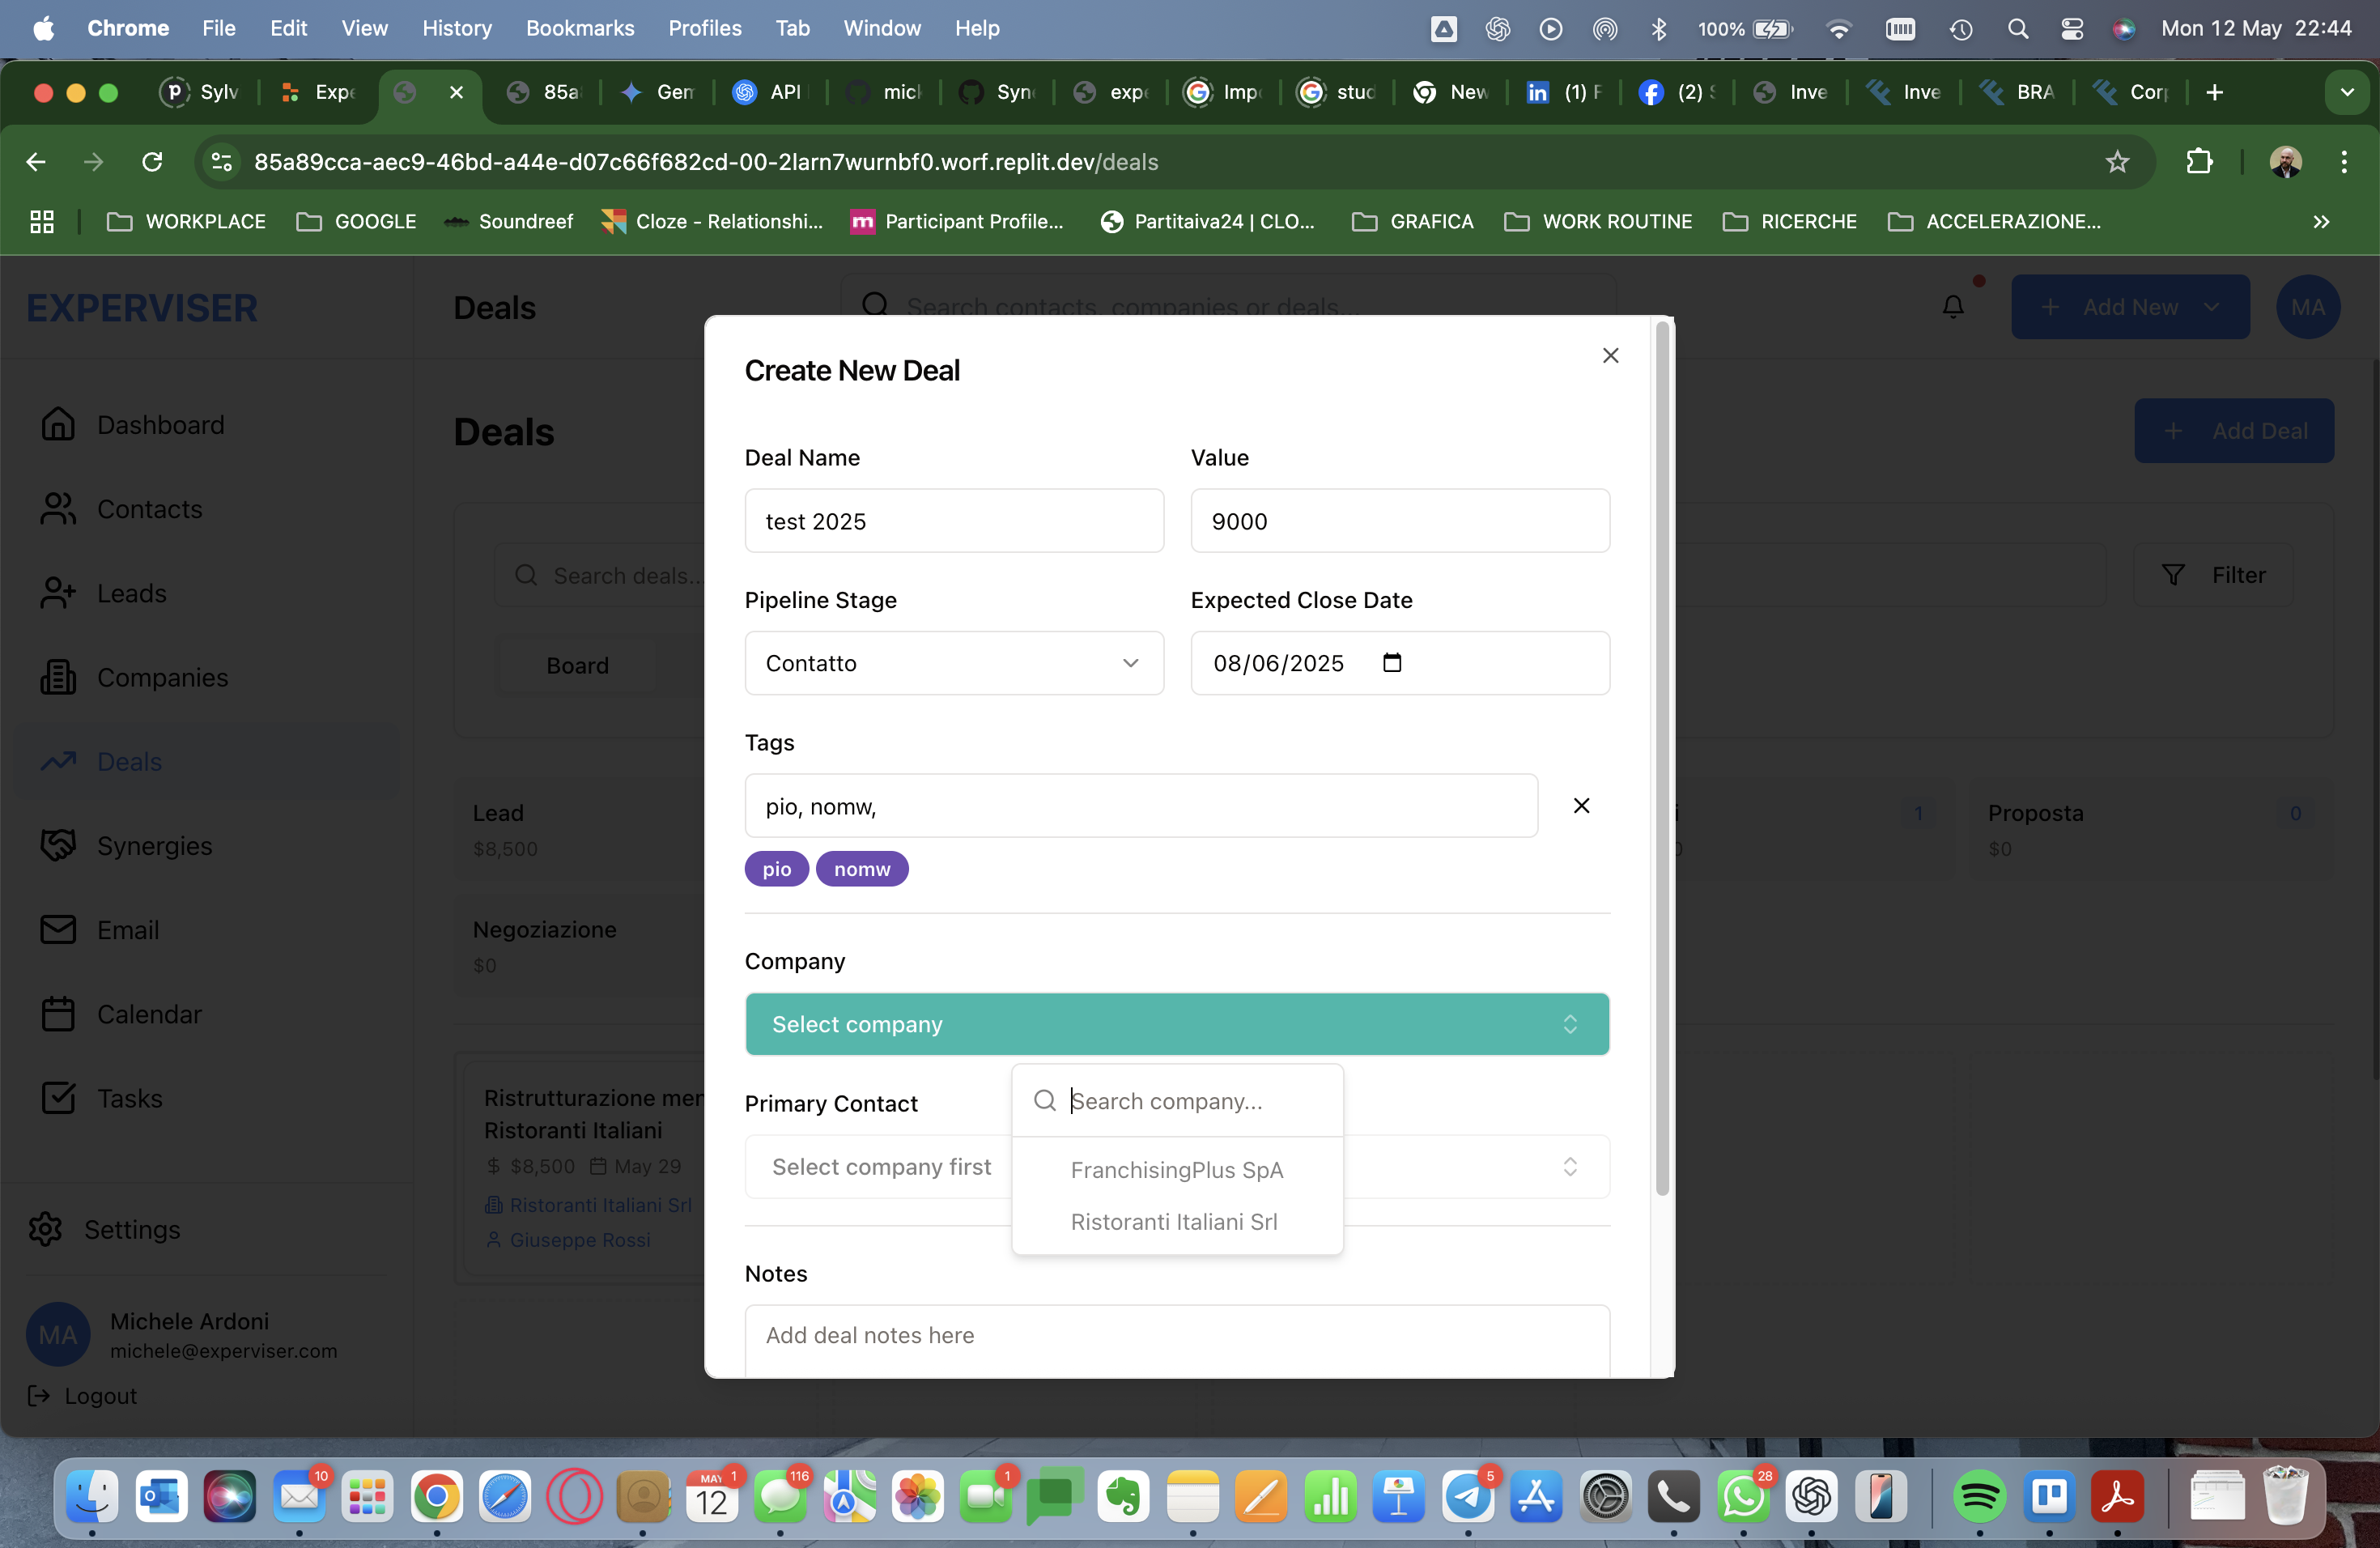 Chrome File Edit View History Bookmarks Profiles Tab Window Help 100% Mon 12 May 22:44
Sylv Expe 85a Gem API mick Sync expe Impo stud New (1) F (2) S Inve Inve BRA Corp
85a89cca-aec9-46bd-a44e-d07c66f682cd-00-2larn7wurnbf0.worf.replit.dev/deals
WORKPLACE GOOGLE Soundreef Cloze - Relationshi... Participant Profile... Partitaiva24 | CLO... GRAFICA WORK ROUTINE RICERCHE ACCELERAZIONE...
EXPERVISER
Deals
Search contacts, companies or deals...
Add New
MA
Dashboard
Contacts
Leads
Companies
Deals
Synergies
Email
Calendar
Tasks
Settings
MA
Michele Ardoni
michele@experviser.com
Logout
Deals
Add Deal
Search deals...
Filter
Board
Lead
$8,500
1
Proposta 0
$0
Negoziazione
$0
Ristrutturazione men
Ristoranti Italiani
$8,500 May 29
Ristoranti Italiani Srl
Giuseppe Rossi
Create New Deal
Deal Name
test 2025
Value
9000
Pipeline Stage
Contatto
Expected Close Date
08/06/2025
Tags
pio, nomw,
pio nomw
Company
Select company
Search company...
FranchisingPlus SpA
Ristoranti Italiani Srl
Primary Contact
Select company first
Notes
Add deal notes here
10
MAY
12
1
116
1
5
28